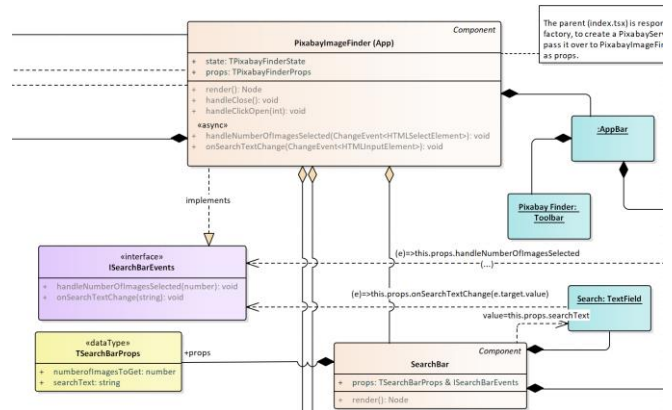 Component
PixabayImageFinder (App)
+ state: TPixabayFinderState
+ props: TPixabayFinderProps
+ render(): Node
+ handleClose(): void
+ handleClickOpen(int): void
«async»
+ handleNumberOfImagesSelected(ChangeEvent<HTMLSelectElement>): void
+ onSearchTextChange(ChangeEvent<HTMLInputElement>): void
The parent (index.tsx) is respon
factory, to create a PixabayServ
pass it over to PixabayImageFin
as props.
:AppBar
Pixabay Finder:
Toolbar
implements
«interface»
ISearchBarEvents
+ handleNumberOfImagesSelected(number): void
+ onSearchTextChange(string): void
(e)=>this.props.handleNumberOfImagesSelected
(...)
(e)=>this.props.onSearchTextChange(e.target.value)
value=this.props.searchText
Search: TextField
«dataType»
TSearchBarProps
+ numberofImagesToGet: number
+ searchText: string
+props
Component
SearchBar
+ props: TSearchBarProps & ISearchBarEvents
+ render(): Node